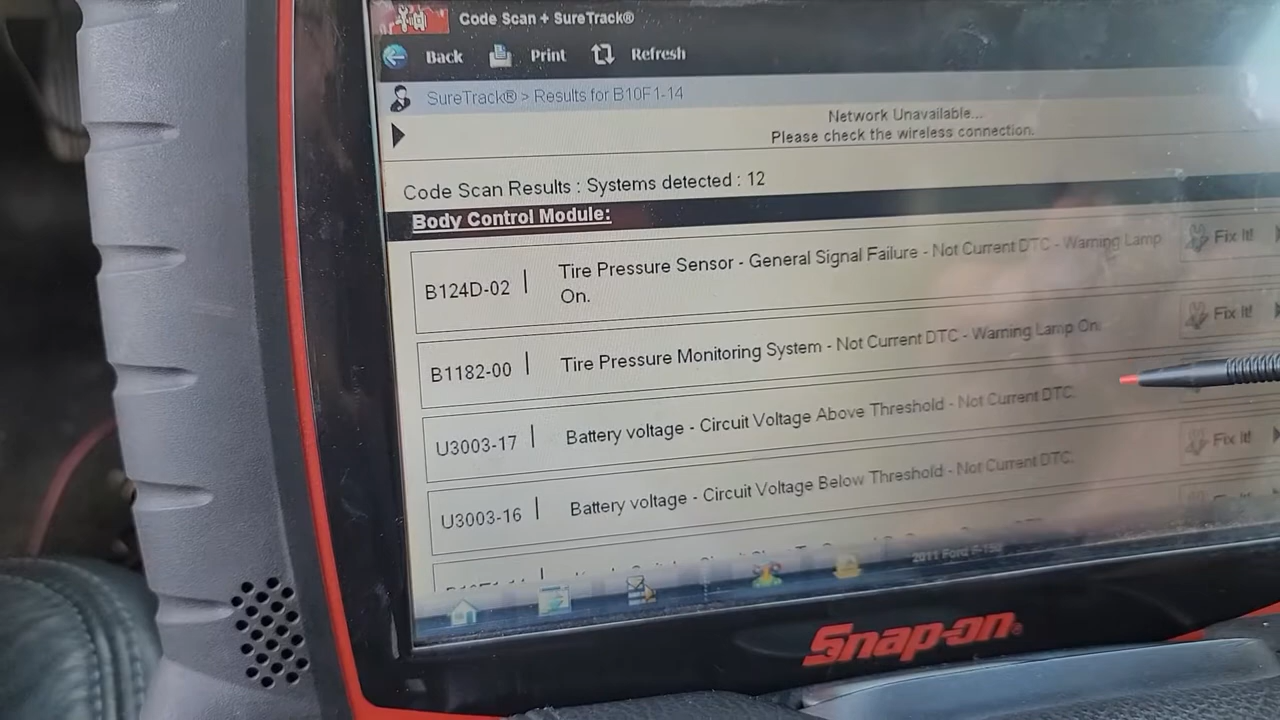 Code Scan + SureTrack®
Back Print Refresh
SureTrack® > Results for B10F1-14
Network Unavailable...
Please check the wireless connection.
Code Scan Results : Systems detected : 12
Body Control Module:
B124D-02 | Tire Pressure Sensor - General Signal Failure - Not Current DTC - Warning Lamp On. Fix It!
B1182-00 | Tire Pressure Monitoring System - Not Current DTC - Warning Lamp On. Fix It!
U3003-17 | Battery voltage - Circuit Voltage Above Threshold - Not Current DTC.
U3003-16 | Battery voltage - Circuit Voltage Below Threshold - Not Current DTC. Fix It!
2011 Ford F-150
Snap-on®